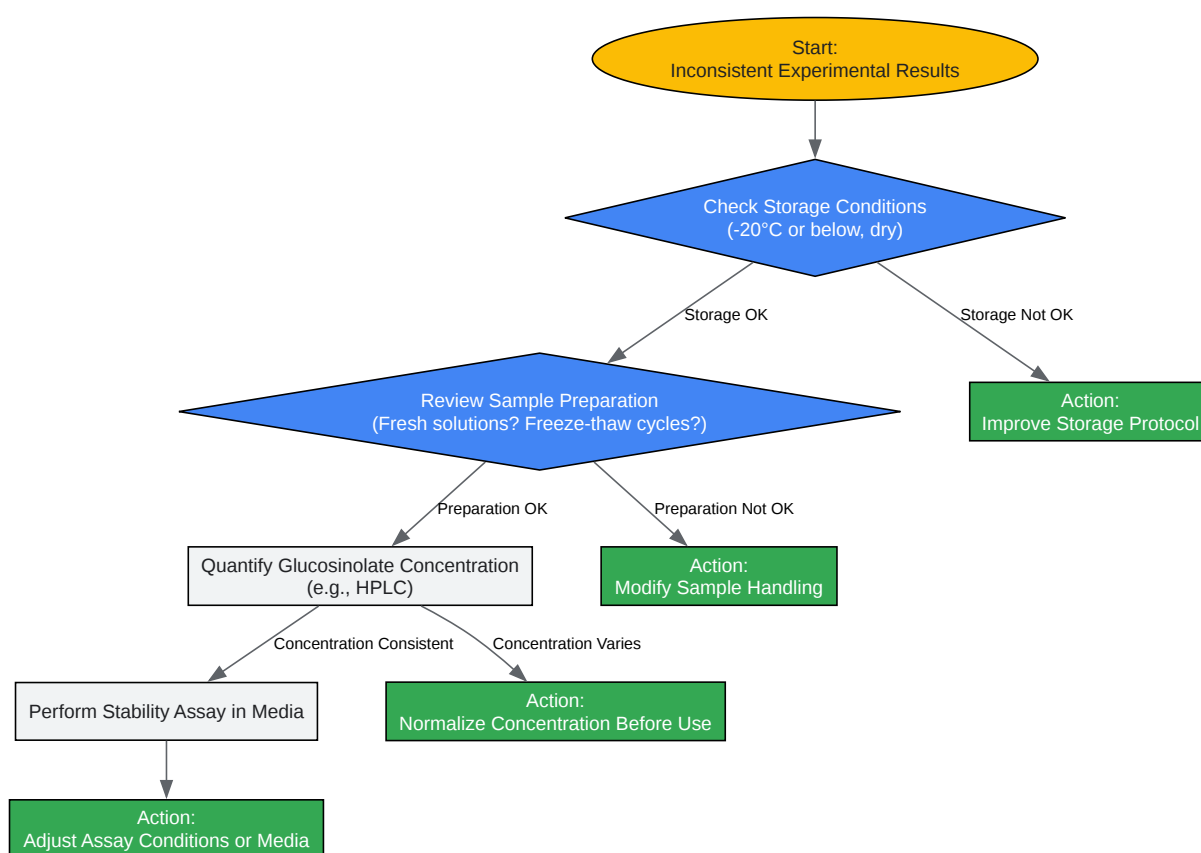 Start:
Inconsistent Experimental Results
Check Storage Conditions
(-20°C or below, dry)
Storage OK
Storage Not OK
Review Sample Preparation
(Fresh solutions? Freeze-thaw cycles?)
Action:
Improve Storage Protocol
Preparation OK
Preparation Not OK
Quantify Glucosinolate Concentration
(e.g., HPLC)
Action:
Modify Sample Handling
Concentration Consistent
Concentration Varies
Perform Stability Assay in Media
Action:
Normalize Concentration Before Use
Action:
Adjust Assay Conditions or Media